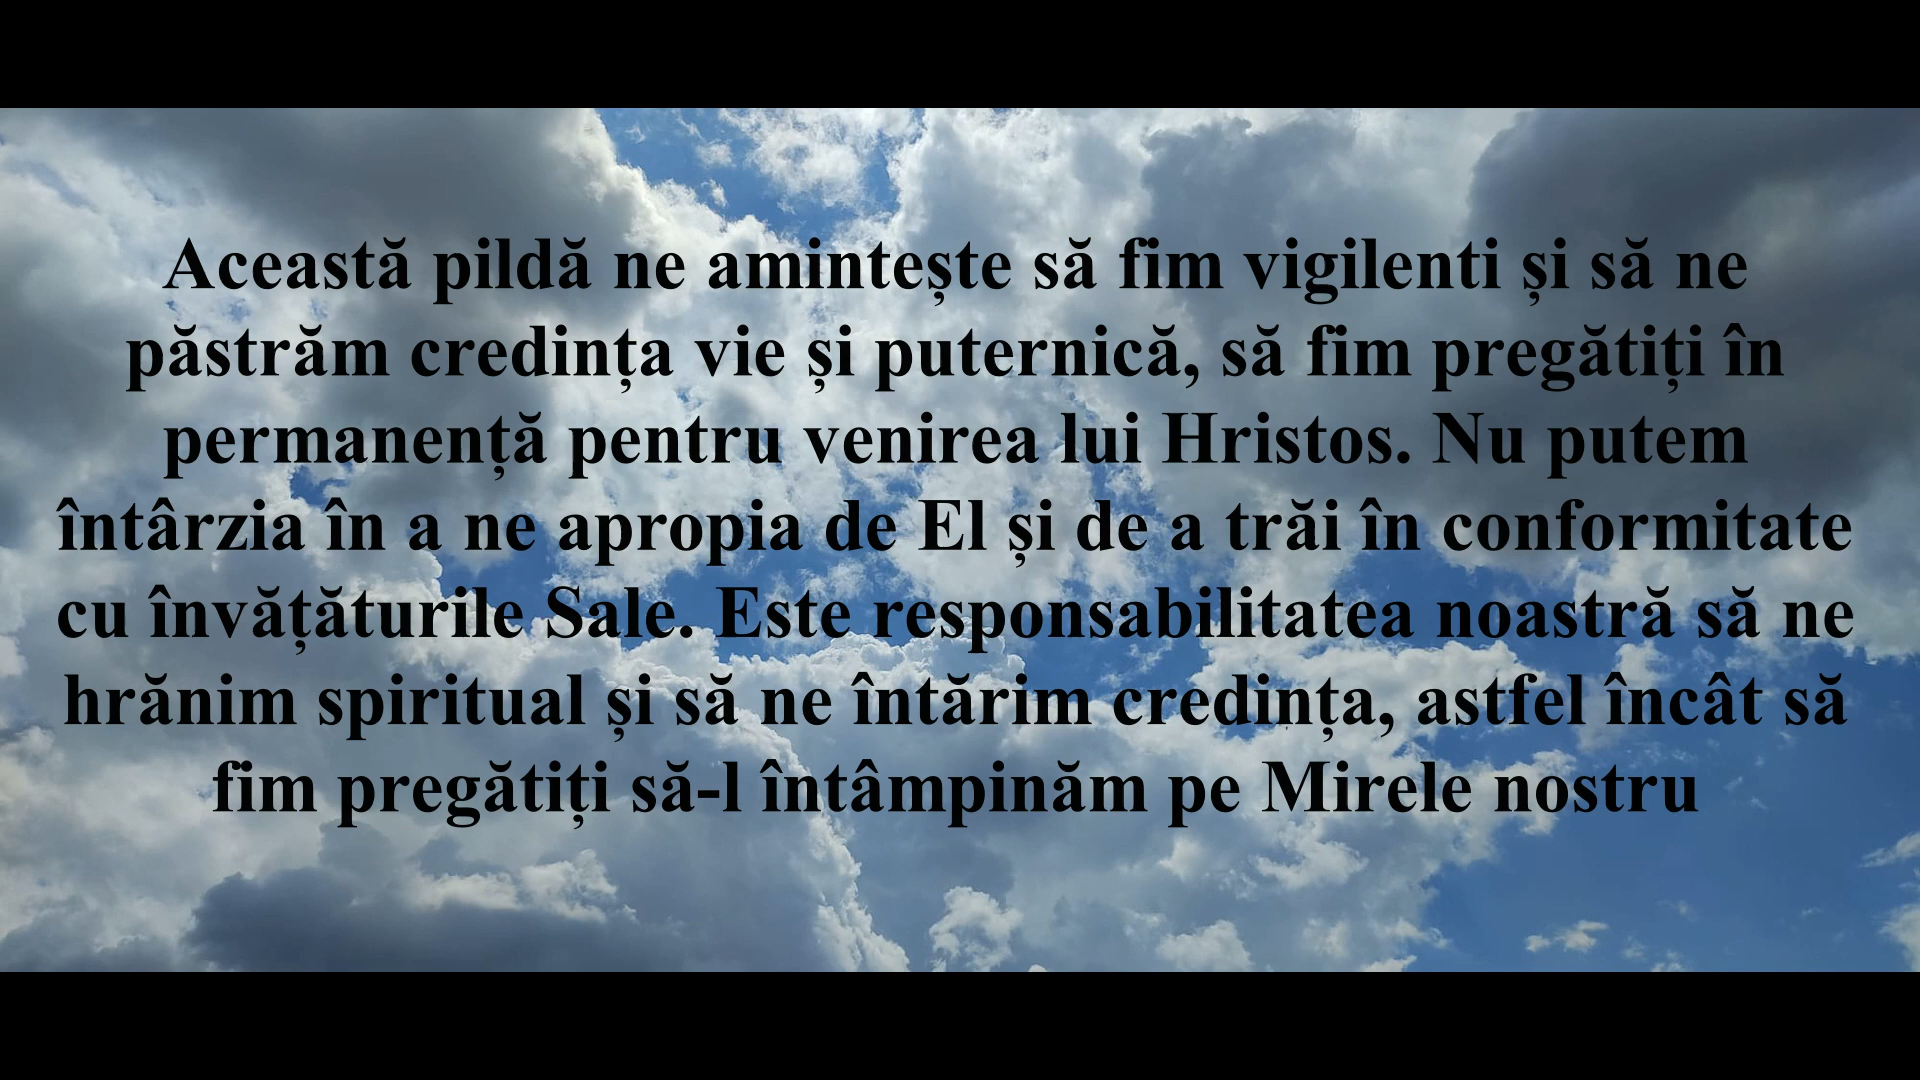 Această pildă ne amintește să fim vigilenti și să ne
păstrăm credința vie și puternică, să fim pregătiți în
permanență pentru venirea lui Hristos. Nu putem
întârzia în a ne apropia de El și de a trăi în conformitate
cu învățăturile Sale. Este responsabilitatea noastră să ne
hrănim spiritual și să ne întărim credința, astfel încât să
fim pregătiți să-l întâmpinăm pe Mirele nostru